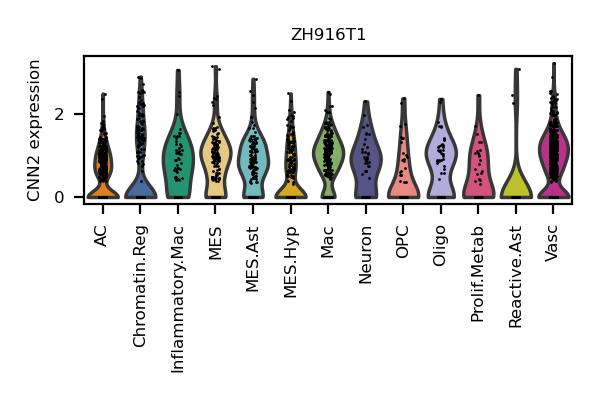 ZH916T1
CNN2 expression
2
0
AC
Chromatin.Reg
Inflammatory.Mac
MES
MES.Ast
MES.Hyp
Mac
Neuron
OPC
Oligo
Prolif.Metab
Reactive.Ast
Vasc